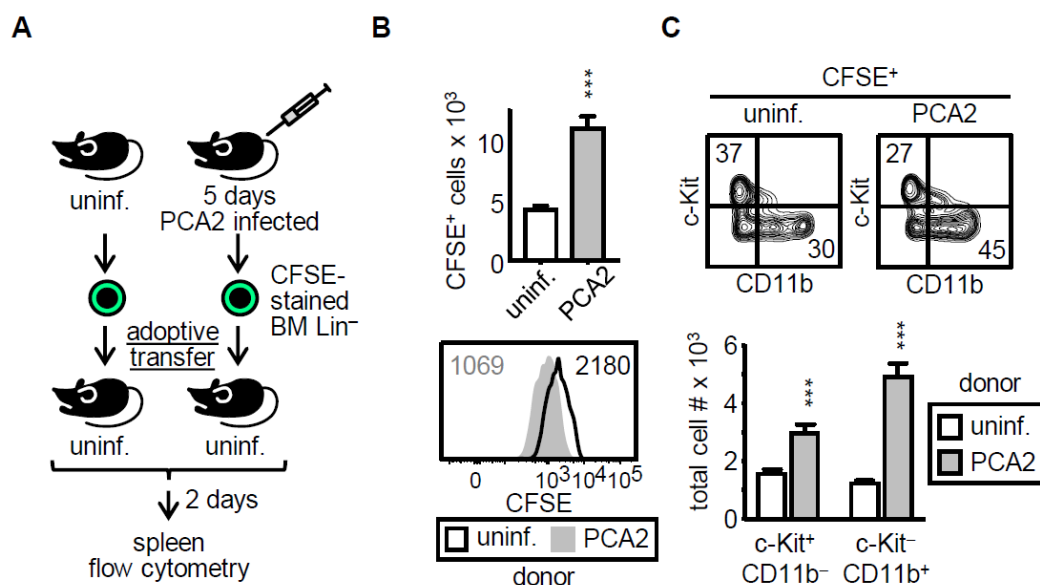 A
uninf.
5 days
PCA2 infected
CFSE-
stained
BM Lin⁻
adoptive
transfer
uninf.
uninf.
2 days
spleen
flow cytometry
B
CFSE⁺ cells x 10³
10
5
0
***
uninf.
PCA2
1069
2180
0
10³
10⁴
10⁵
CFSE
uninf.
PCA2
donor
C
CFSE⁺
uninf.
PCA2
37
30
c-Kit
CD11b
27
45
c-Kit
CD11b
total cell # x 10³
6
4
2
0
***
***
c-Kit⁺
CD11b⁻
c-Kit⁻
CD11b⁺
donor
uninf.
PCA2